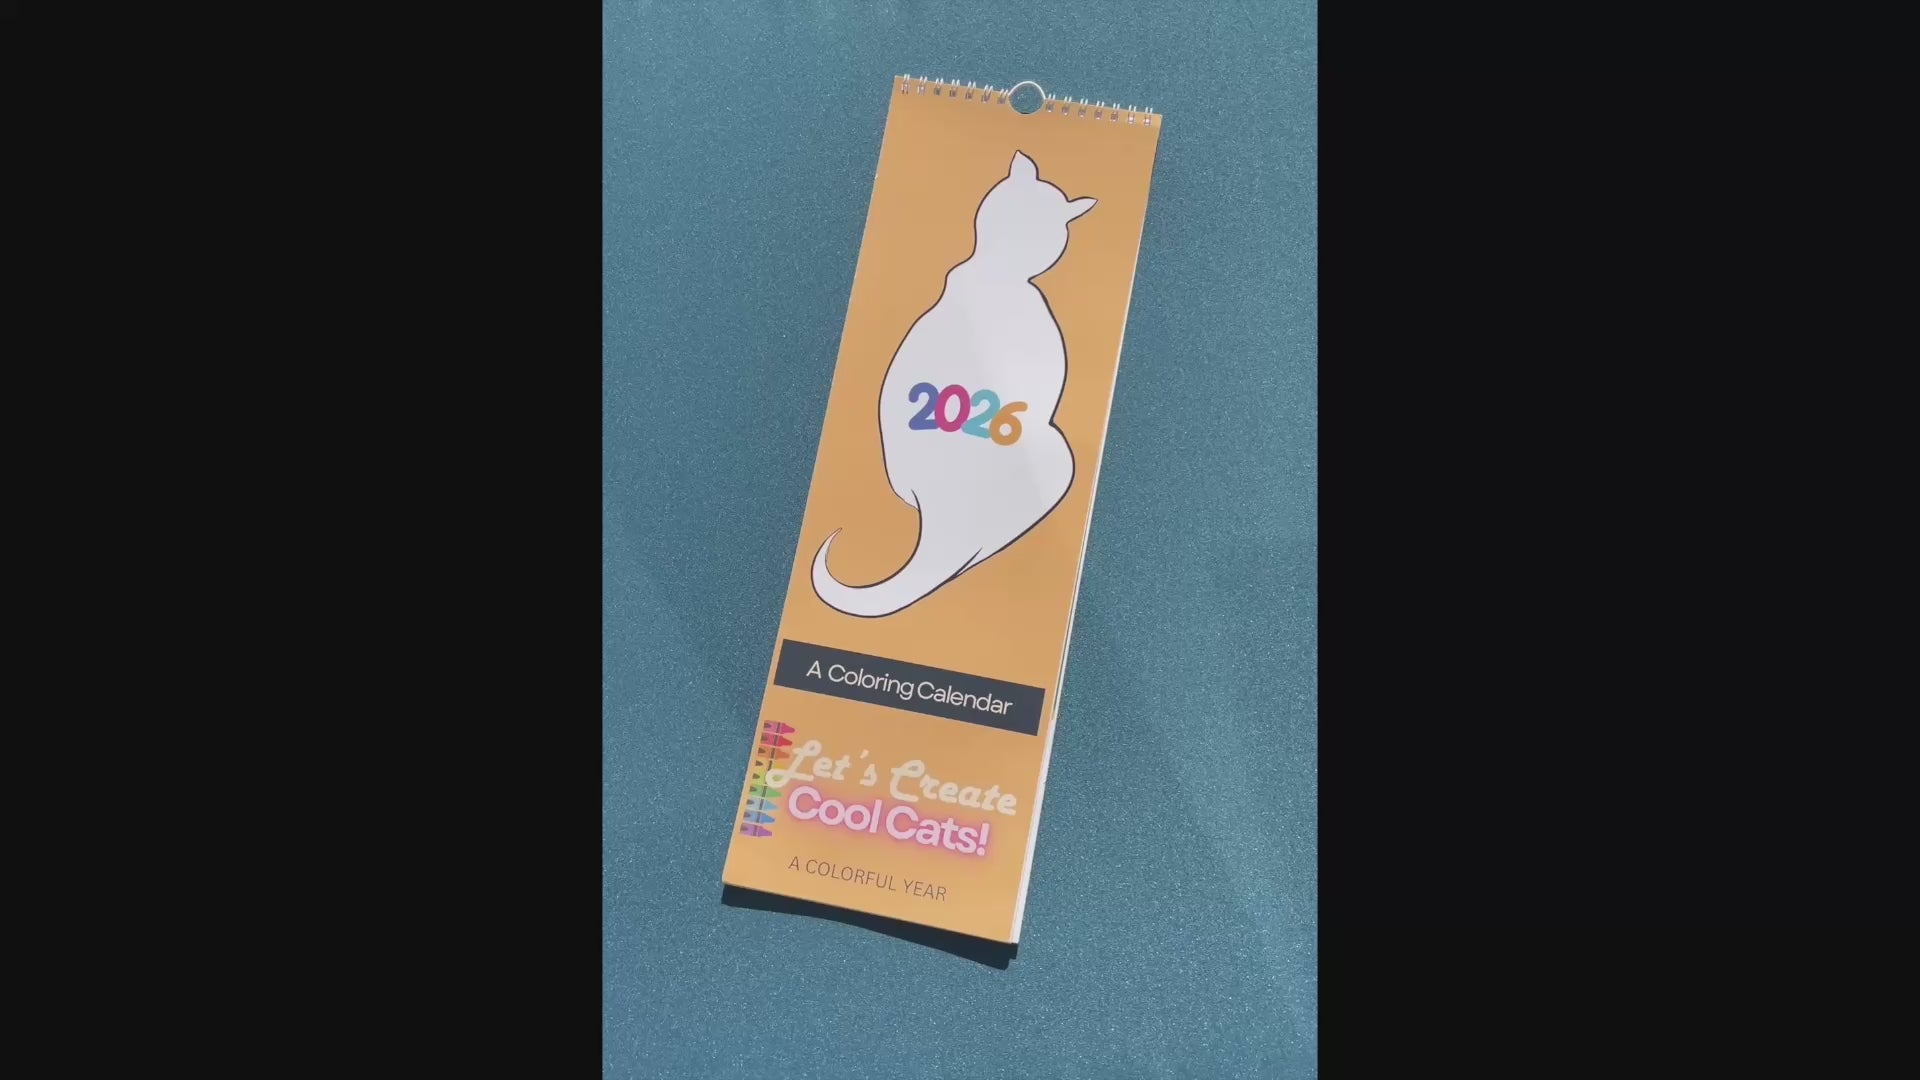 2026
A Coloring Calendar
Let's Create
Cool Cats!
A COLORFUL YEAR